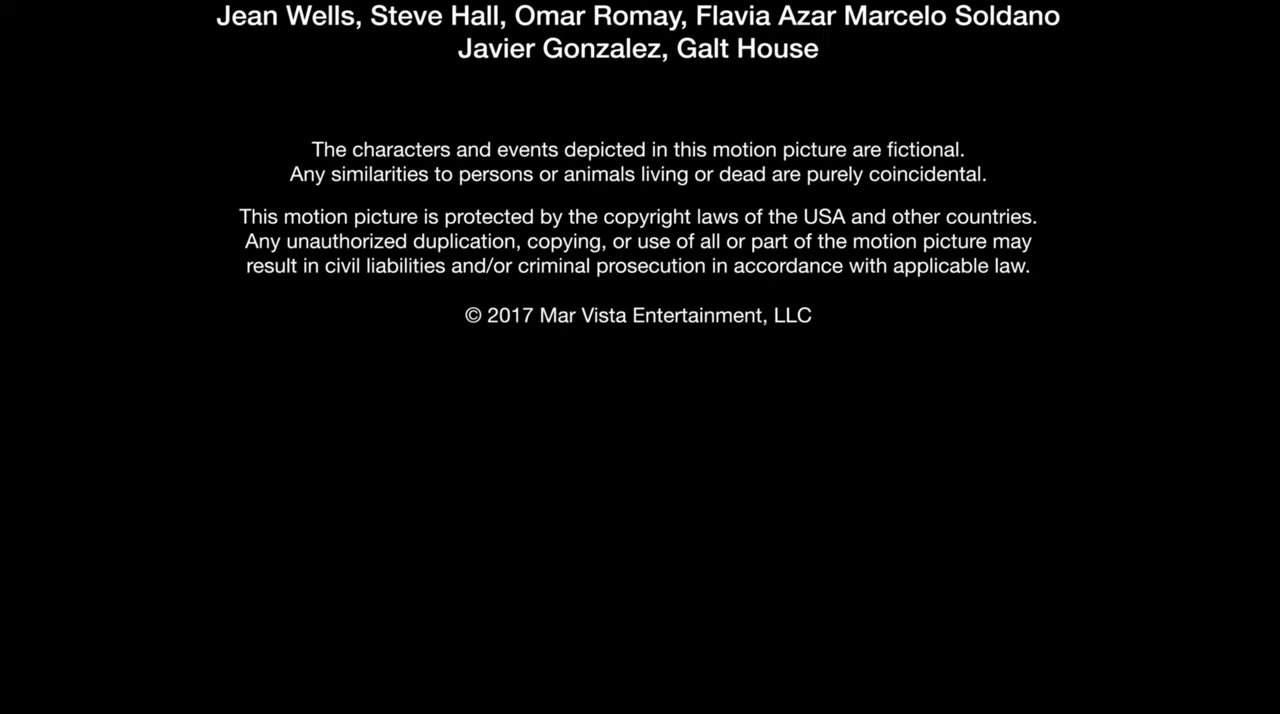 Jean Wells, Steve Hall, Omar Romay, Flavia Azar Marcelo Soldano
Javier Gonzalez, Galt House
The characters and events depicted in this motion picture are fictional.
Any similarities to persons or animals living or dead are purely coincidental.
This motion picture is protected by the copyright laws of the USA and other countries.
Any unauthorized duplication, copying, or use of all or part of the motion picture may
result in civil liabilities and/or criminal prosecution in accordance with applicable law.
© 2017 Mar Vista Entertainment, LLC